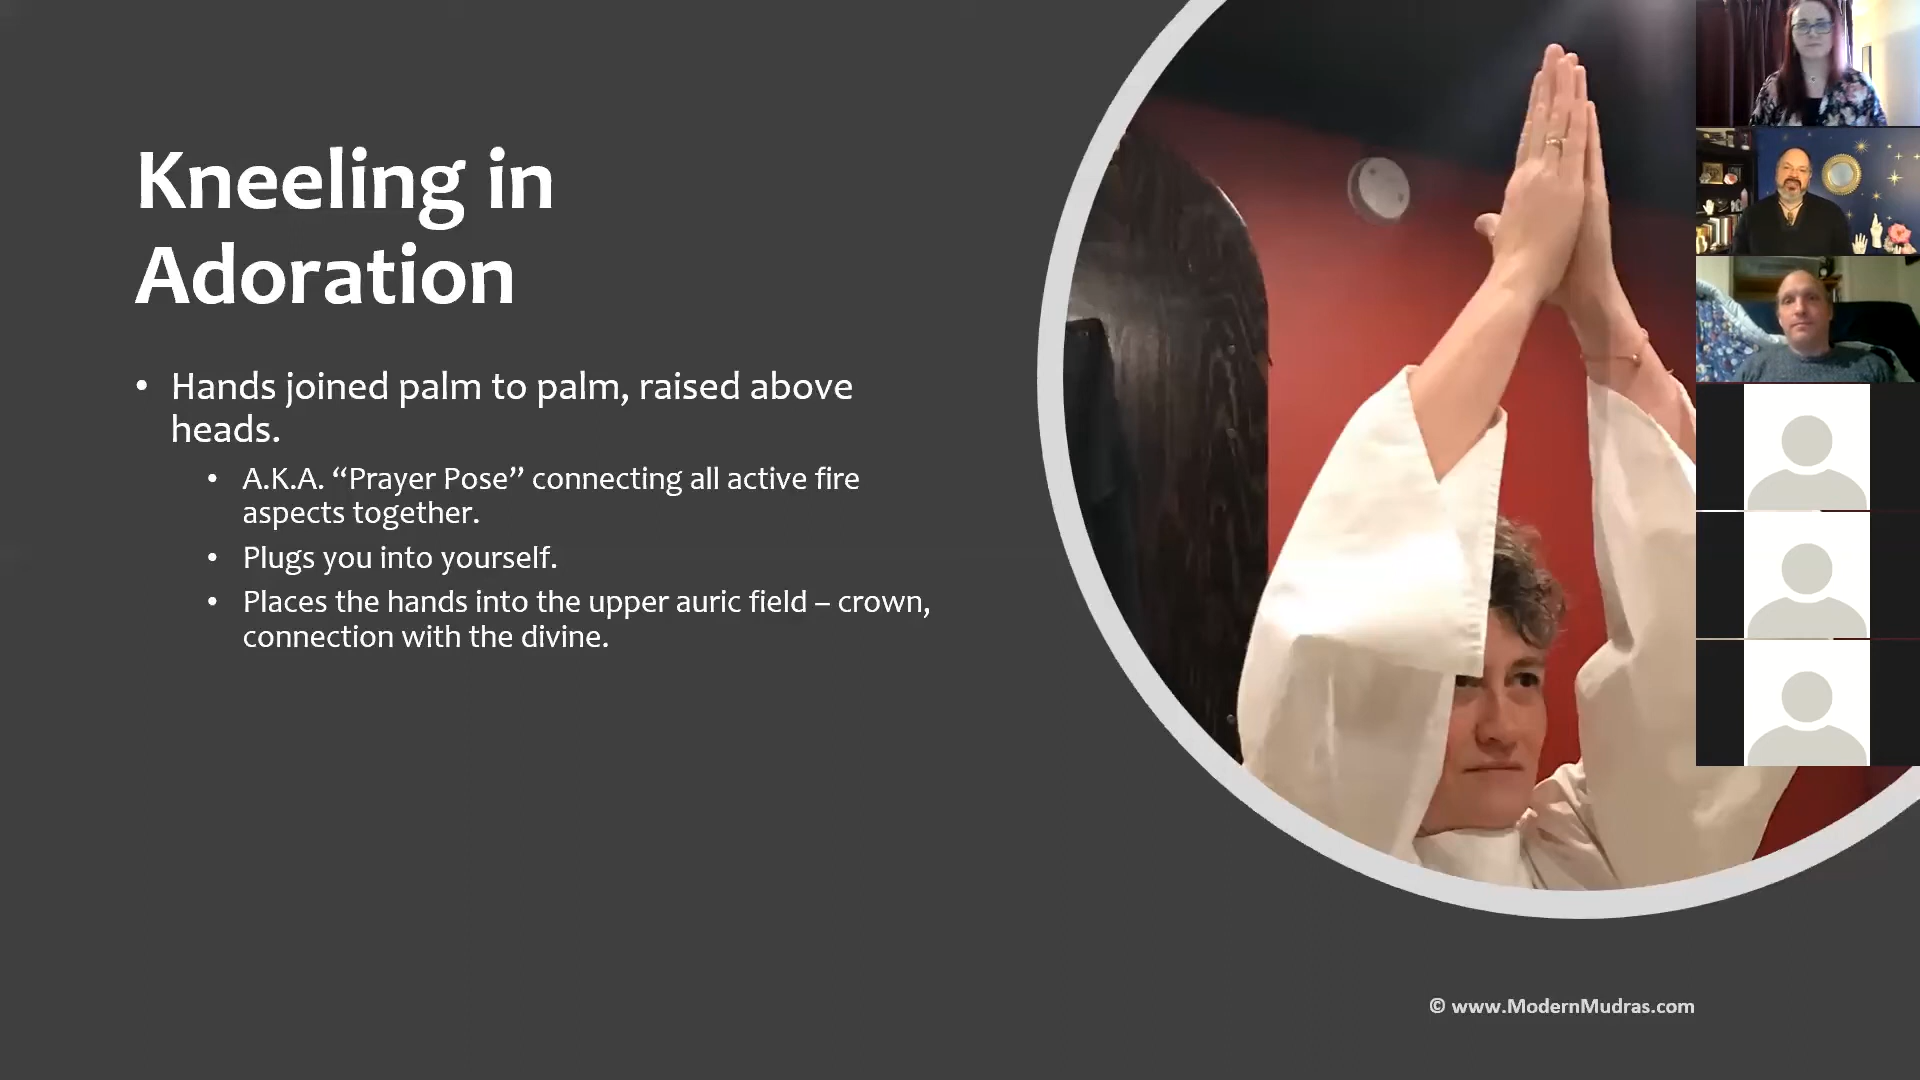 Kneeling in
Adoration
• Hands joined palm to palm, raised above
heads.
• A.K.A. “Prayer Pose” connecting all active fire
aspects together.
• Plugs you into yourself.
• Places the hands into the upper auric field – crown,
connection with the divine.
© www.ModernMudras.com